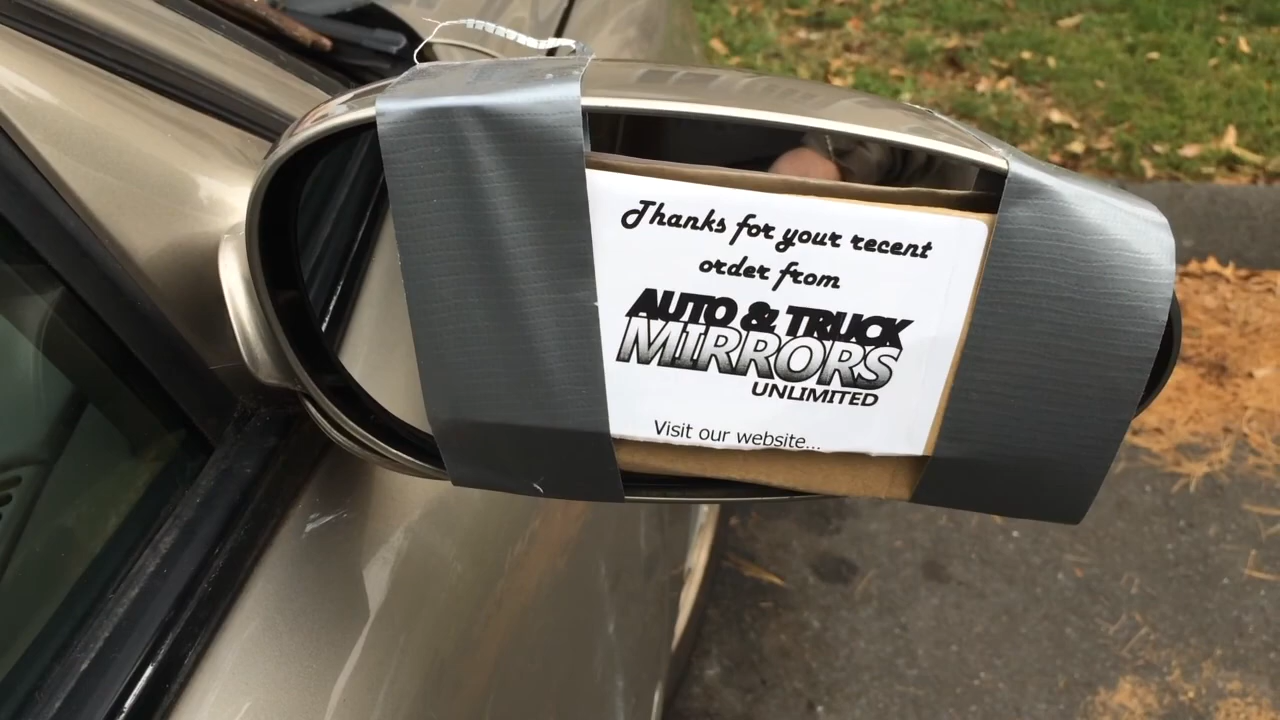 Thanks for your recent
order from
AUTO & TRUCK
MIRRORS
UNLIMITED
Visit our website...